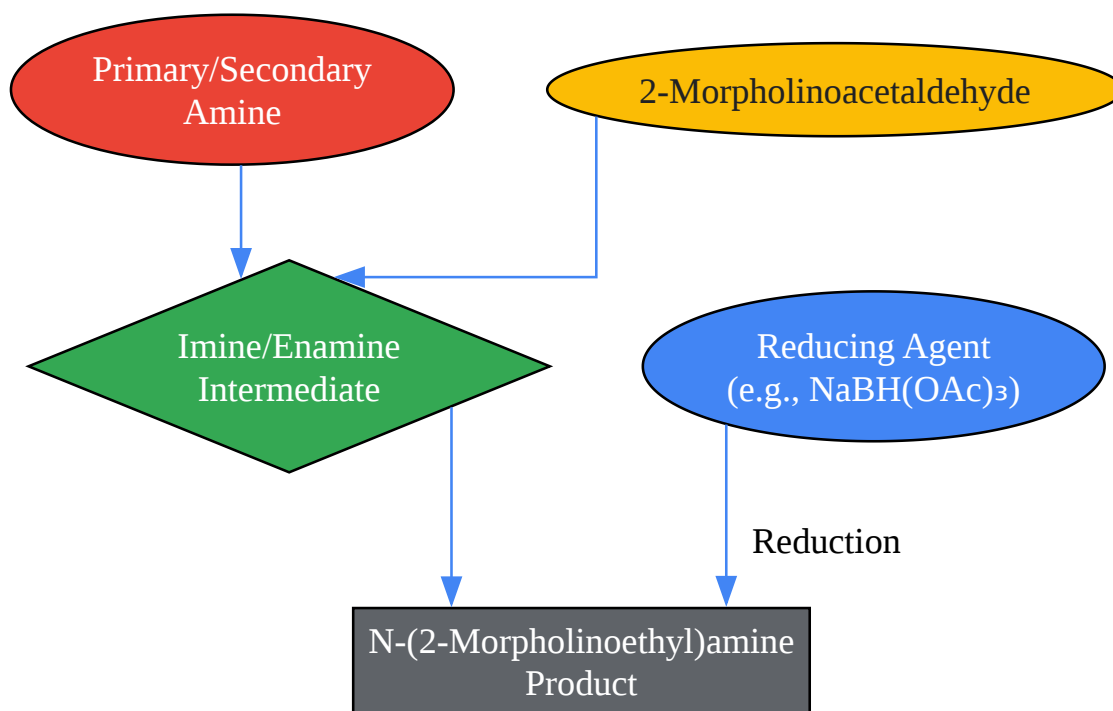 Primary/Secondary
Amine
2-Morpholinoacetaldehyde
Imine/Enamine
Intermediate
Reducing Agent
(e.g., NaBH(OAc)₃)
Reduction
N-(2-Morpholinoethyl)amine
Product